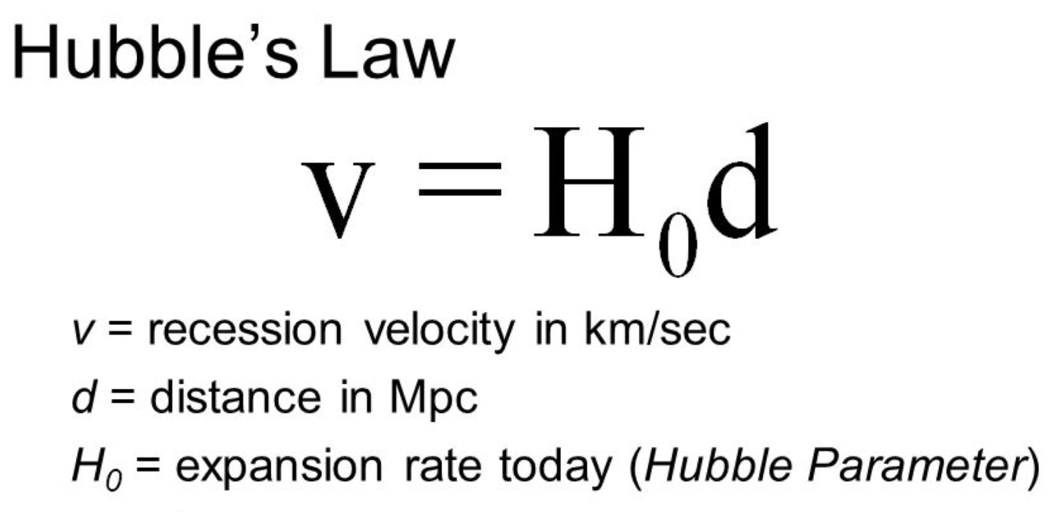 Hubble’s Law
v = H₀d
v = recession velocity in km/sec
d = distance in Mpc
H₀ = expansion rate today (Hubble Parameter)